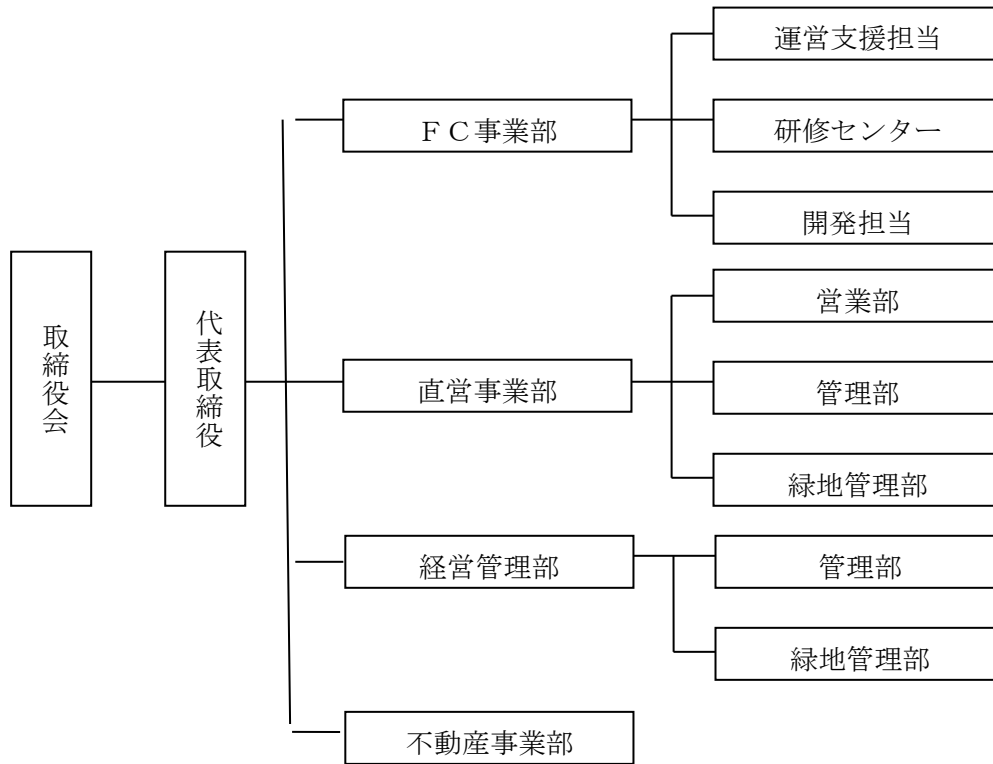 取締役会
代表取締役
ＦＣ事業部
運営支援担当
研修センター
開発担当
直営事業部
営業部
管理部
緑地管理部
経営管理部
管理部
緑地管理部
不動産事業部